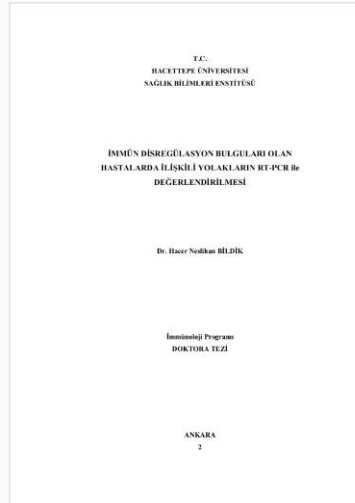 T.C.
HACETTEPE ÜNİVERSİTESİ
SAĞLIK BİLİMLERİ ENSTİTÜSÜ
İMMÜN DİSREGÜLASYON BULGULARI OLAN
HASTALARDA İLİŞKİLİ YOLAKLARIN RT-PCR ile
DEĞERLENDİRİLMESİ
Dr. Hacer Neslihan BİLDİK
İmmünoloji Programı
DOKTORA TEZİ
ANKARA
2